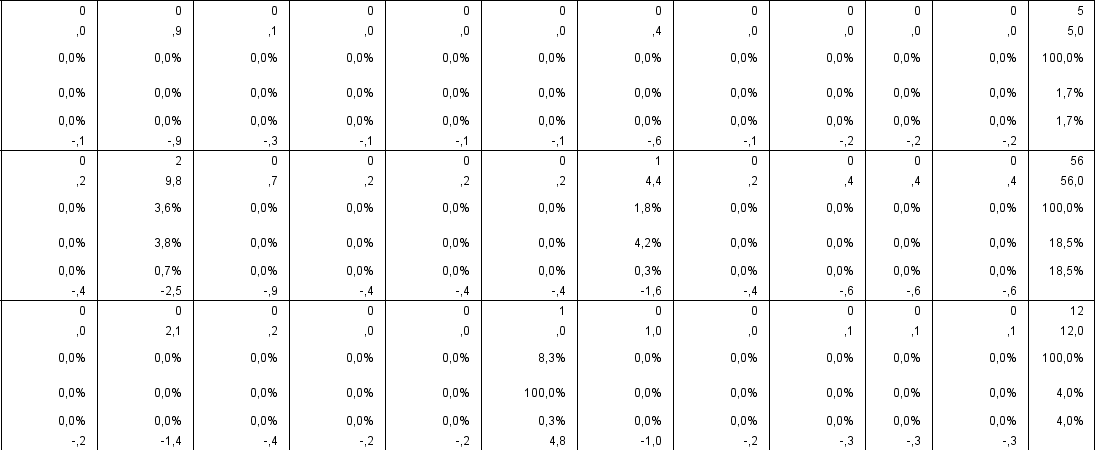 0 0 0 0 0 0 0 0 0 0 0 5
,0 ,9 ,1 ,0 ,0 ,0 ,4 ,0 ,0 ,0 ,0 5,0
0,0% 0,0% 0,0% 0,0% 0,0% 0,0% 0,0% 0,0% 0,0% 0,0% 0,0% 100,0%
0,0% 0,0% 0,0% 0,0% 0,0% 0,0% 0,0% 0,0% 0,0% 0,0% 0,0% 1,7%
0,0% 0,0% 0,0% 0,0% 0,0% 0,0% 0,0% 0,0% 0,0% 0,0% 0,0% 1,7%
-,1 -,9 -,3 -,1 -,1 -,1 -,6 -,1 -,2 -,2 -,2
0 2 0 0 0 0 1 0 0 0 0 56
,2 9,8 ,7 ,2 ,2 ,2 4,4 ,2 ,4 ,4 ,4 56,0
0,0% 3,6% 0,0% 0,0% 0,0% 0,0% 1,8% 0,0% 0,0% 0,0% 0,0% 100,0%
0,0% 3,8% 0,0% 0,0% 0,0% 0,0% 4,2% 0,0% 0,0% 0,0% 0,0% 18,5%
0,0% 0,7% 0,0% 0,0% 0,0% 0,0% 0,3% 0,0% 0,0% 0,0% 0,0% 18,5%
-,4 -2,5 -,9 -,4 -,4 -,4 -1,6 -,4 -,6 -,6 -,6
0 0 0 0 0 1 0 0 0 0 0 12
,0 2,1 ,2 ,0 ,0 ,0 1,0 ,0 ,1 ,1 ,1 12,0
0,0% 0,0% 0,0% 0,0% 0,0% 8,3% 0,0% 0,0% 0,0% 0,0% 0,0% 100,0%
0,0% 0,0% 0,0% 0,0% 0,0% 100,0% 0,0% 0,0% 0,0% 0,0% 0,0% 4,0%
0,0% 0,0% 0,0% 0,0% 0,0% 0,3% 0,0% 0,0% 0,0% 0,0% 0,0% 4,0%
-,2 -1,4 -,4 -,2 -,2 4,8 -1,0 -,2 -,3 -,3 -,3